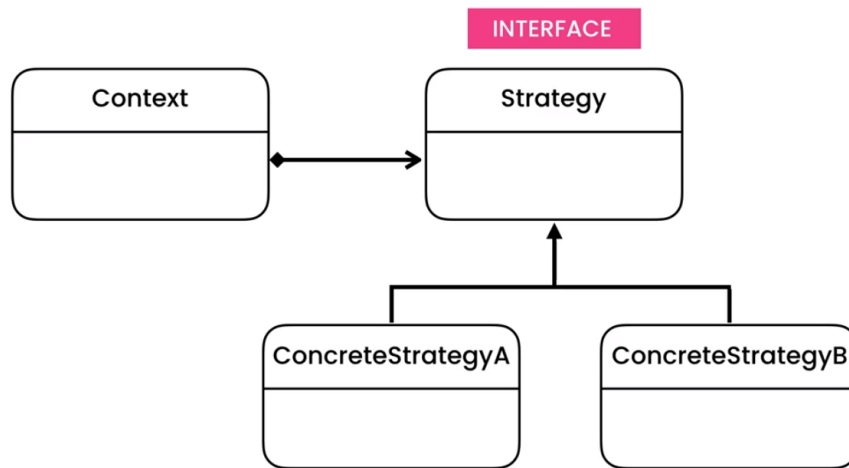 INTERFACE
Context
Strategy
ConcreteStrategyA
ConcreteStrategyB